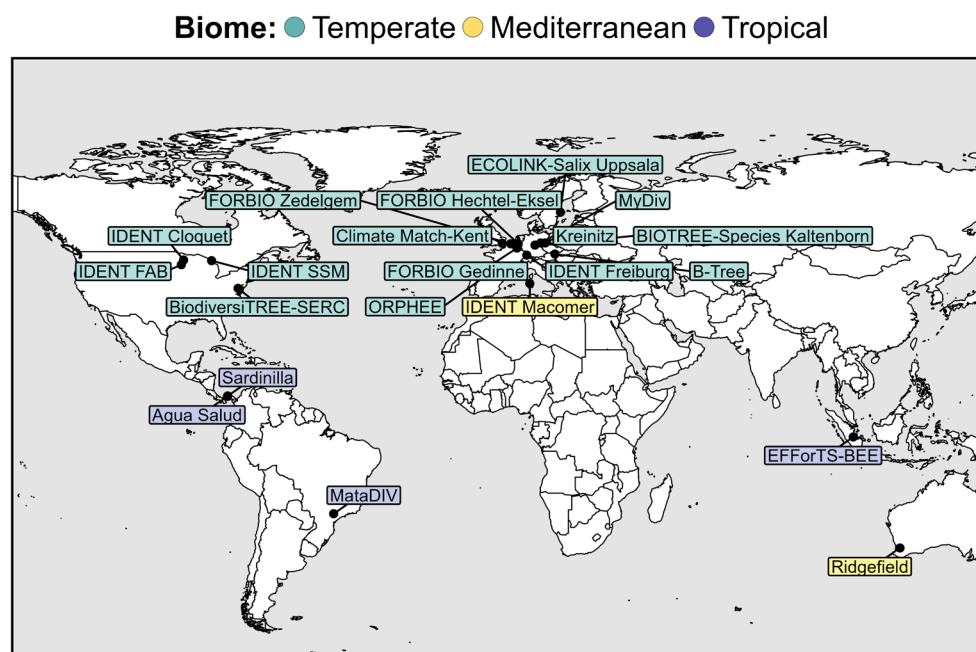 Biome: Temperate Mediterranean Tropical
ECOLINK-Salix Uppsala
FORBIO Zedelgem
FORBIO Hechtel-Eksel
MyDiv
IDENT Cloquet
Climate Match-Kent
Kreinitz
BIOTREE-Species Kaltenborn
IDENT FAB
IDENT SSM
FORBIO Gedinne
IDENT Freiburg
B-Tree
BiodiversiTREE-SERC
ORPHEE
IDENT Macomer
Sardinilla
Agua Salud
EFForTS-BEE
MataDIV
Ridgefield